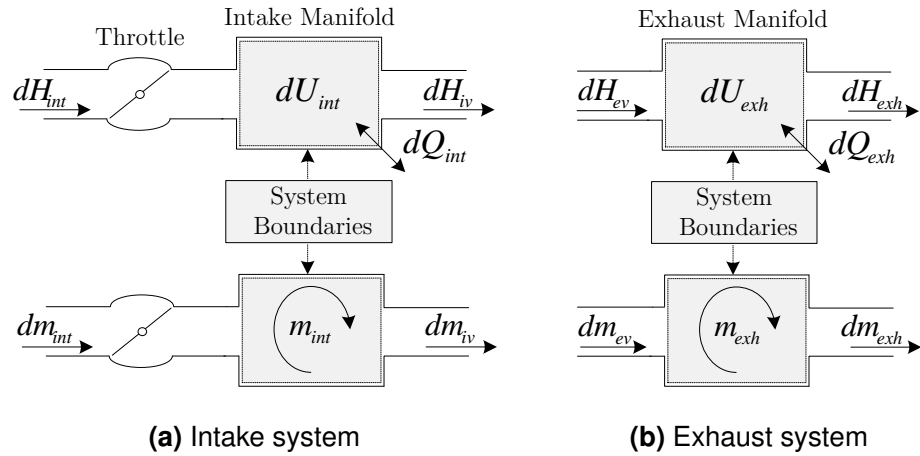 Intake Manifold
Throttle
dH_int
dU_int
dH_iv
dQ_int
System
Boundaries
dm_int
m_int
dm_iv
(a) Intake system
Exhaust Manifold
dH_ev
dU_exh
dH_exh
dQ_exh
System
Boundaries
dm_ev
m_exh
dm_exh
(b) Exhaust system